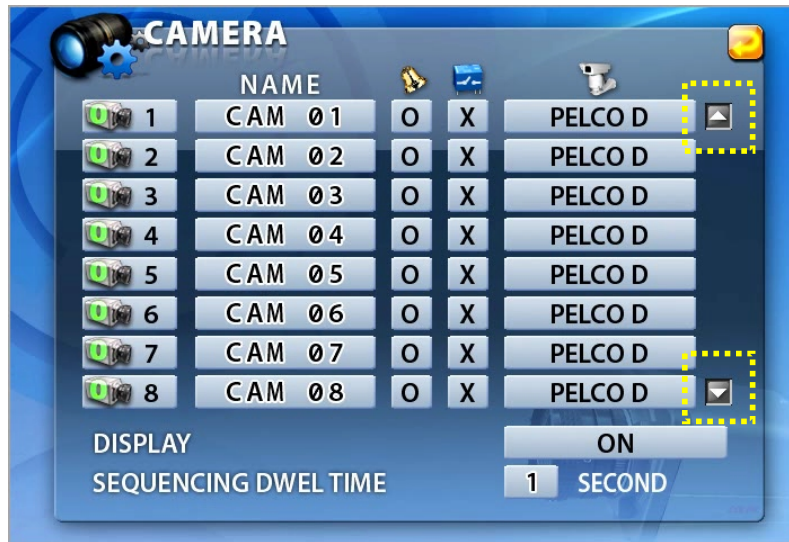 CAMERA
NAME
1 CAM 01 O X PELCO D
2 CAM 02 O X PELCO D
3 CAM 03 O X PELCO D
4 CAM 04 O X PELCO D
5 CAM 05 O X PELCO D
6 CAM 06 O X PELCO D
7 CAM 07 O X PELCO D
8 CAM 08 O X PELCO D
DISPLAY ON
SEQUENCING DWEL TIME 1 SECOND